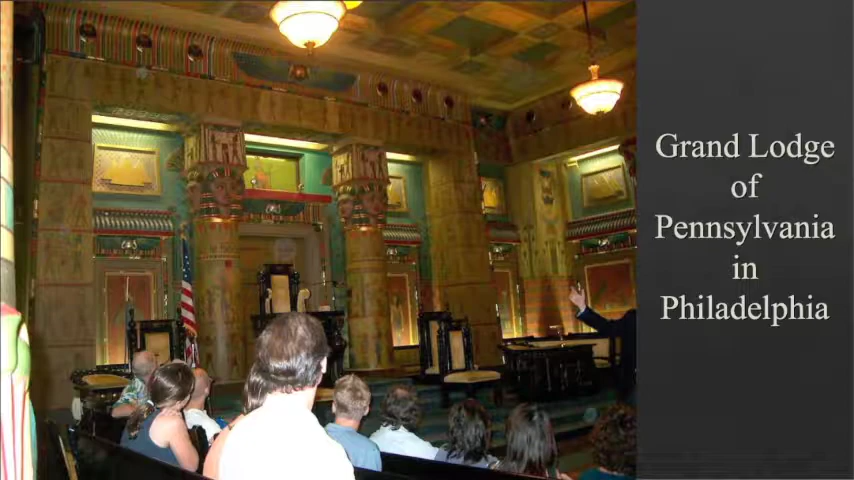 Grand Lodge
of
Pennsylvania
in
Philadelphia